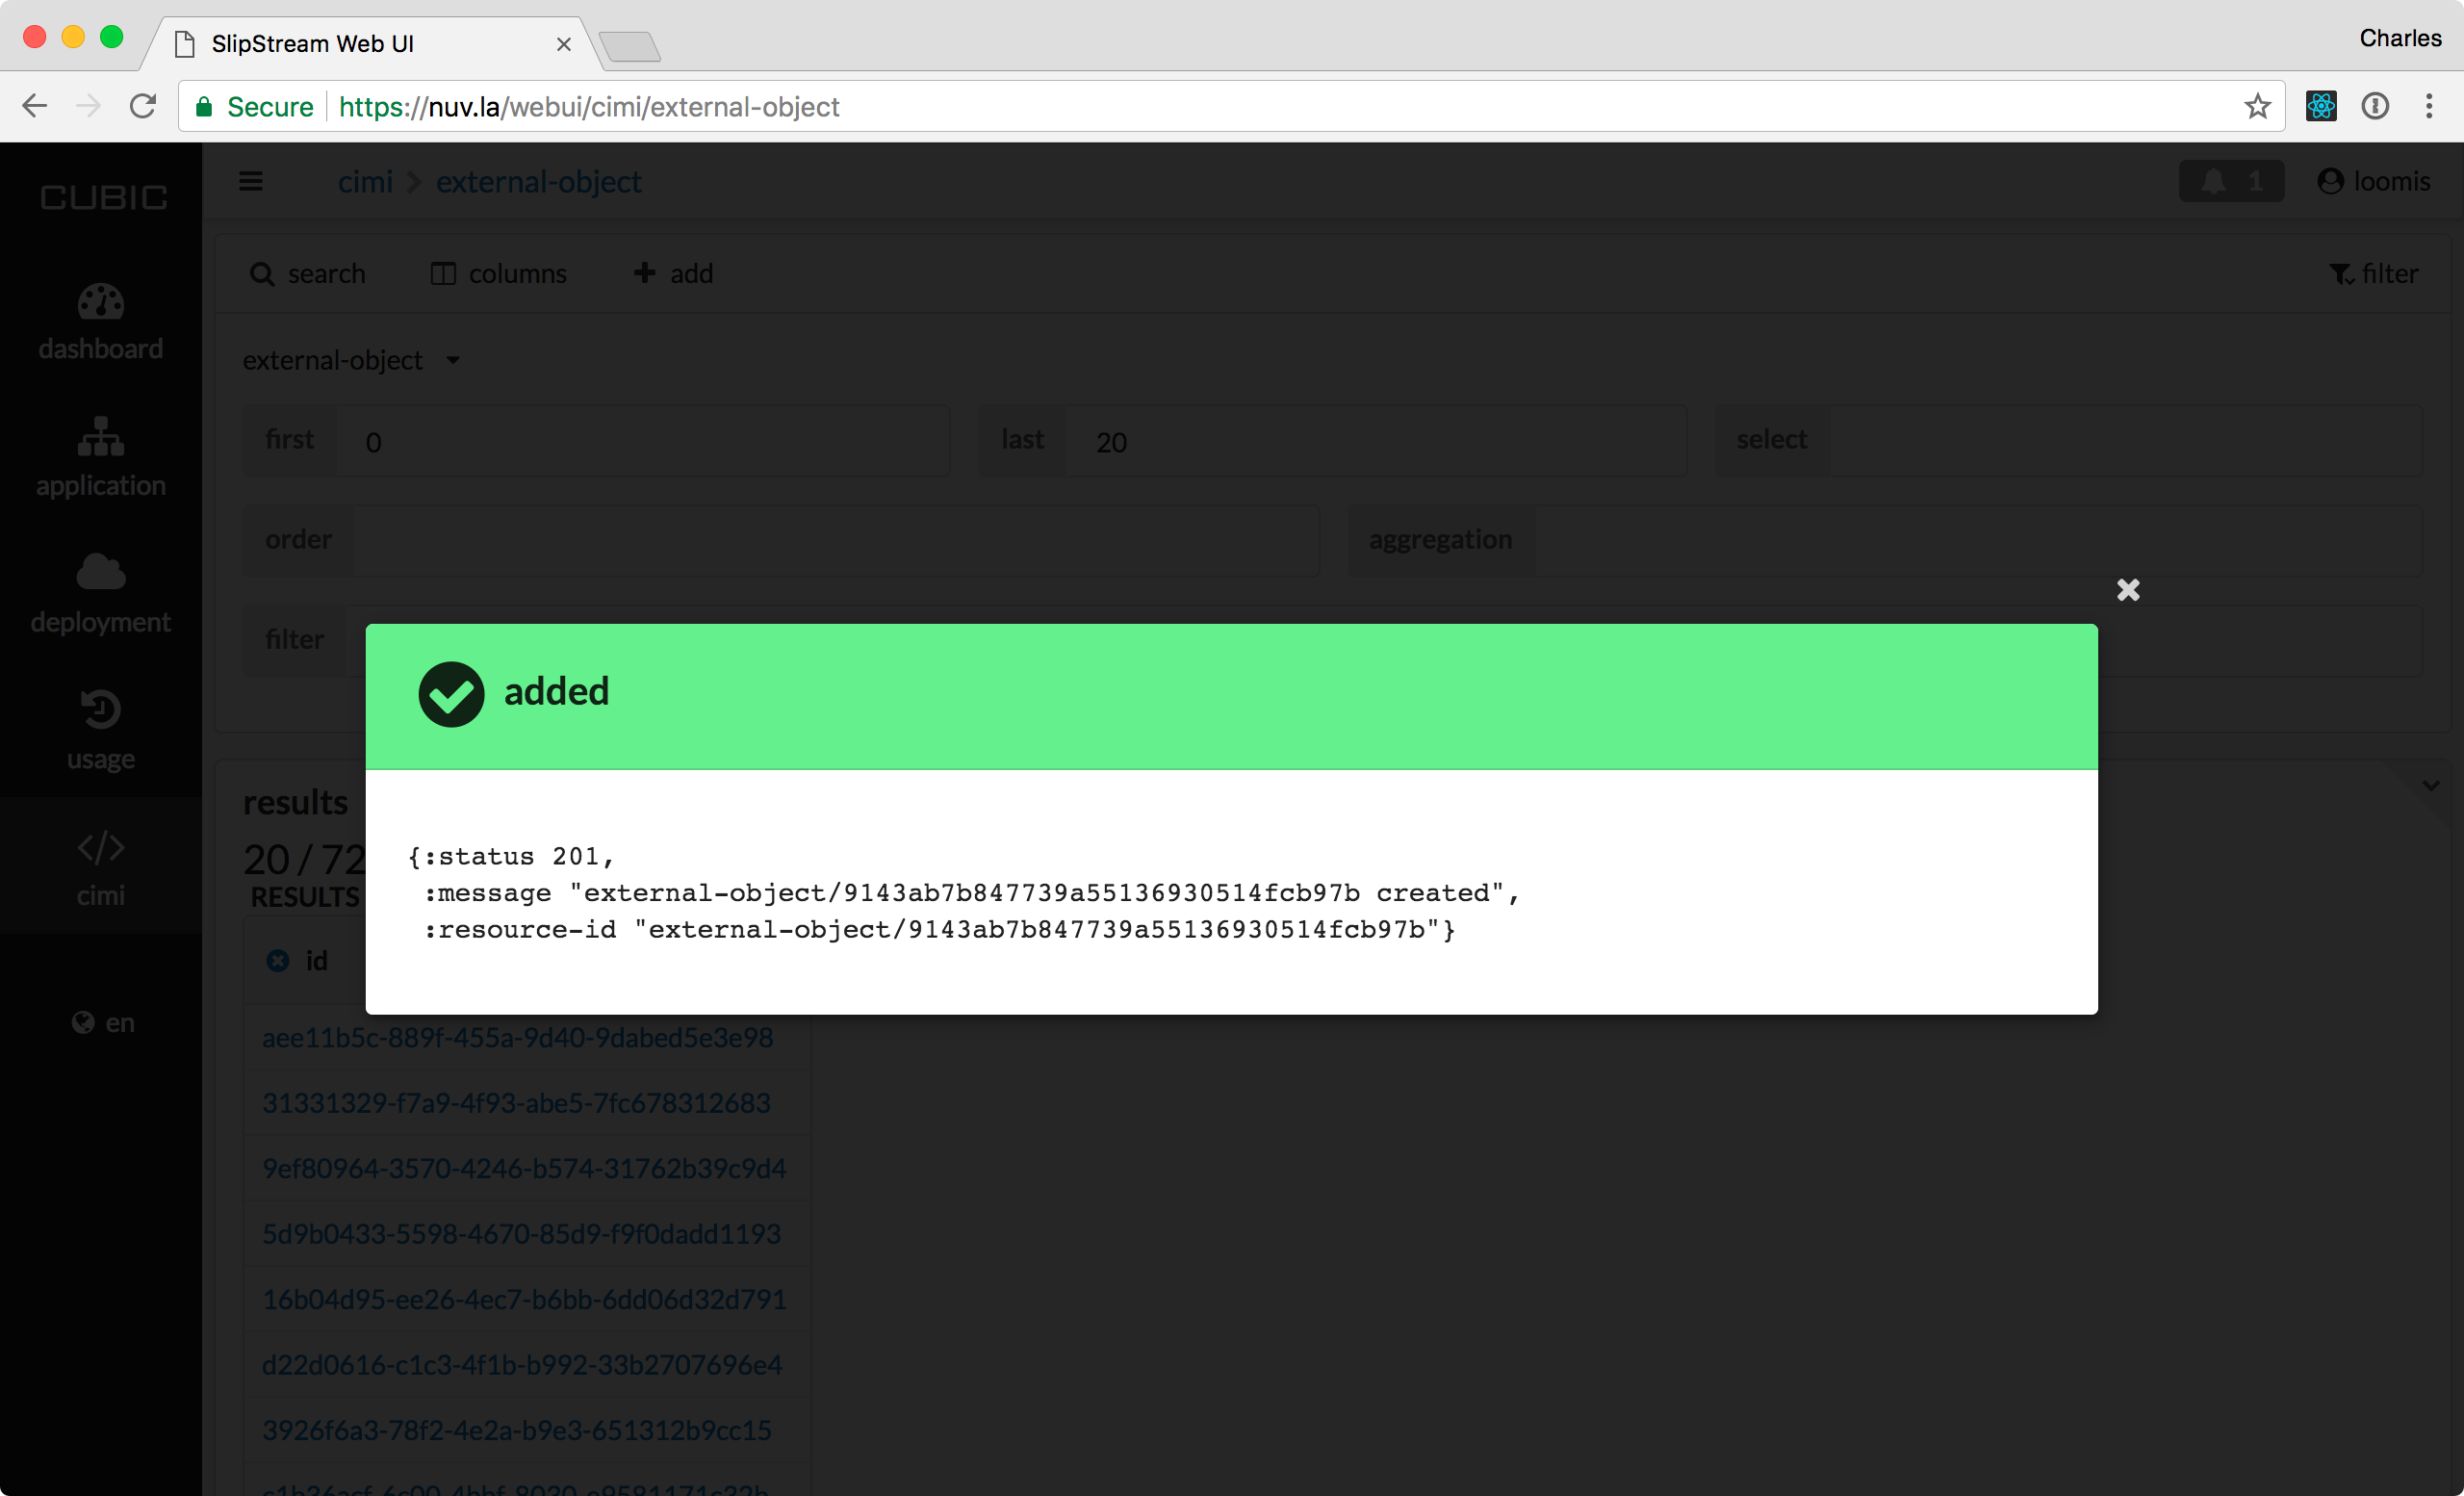 SlipStream Web UI
Charles
Secure https://nuv.la/webui/cimi/external-object
CUBIC
cimi external-object
1 loomis
search columns add filter
dashboard
external-object
first 0 last 20 select
application
order aggregation
deployment
filter
added
usage
results
20 / 72
RESULTS
cimi
{:status 201,
:message "external-object/9143ab7b847739a55136930514fcb97b created",
:resource-id "external-object/9143ab7b847739a55136930514fcb97b"}
id
en
aee11b5c-889f-455a-9d40-9dabed5e3e98
31331329-f7a9-4f93-abe5-7fc678312683
9ef80964-3570-4246-b574-31762b39c9d4
5d9b0433-5598-4670-85d9-f9f0dadd1193
16b04d95-ee26-4ec7-b6bb-6dd06d32d791
d22d0616-c1c3-4f1b-b992-33b2707696e4
3926f6a3-78f2-4e2a-b9e3-651312b9cc15